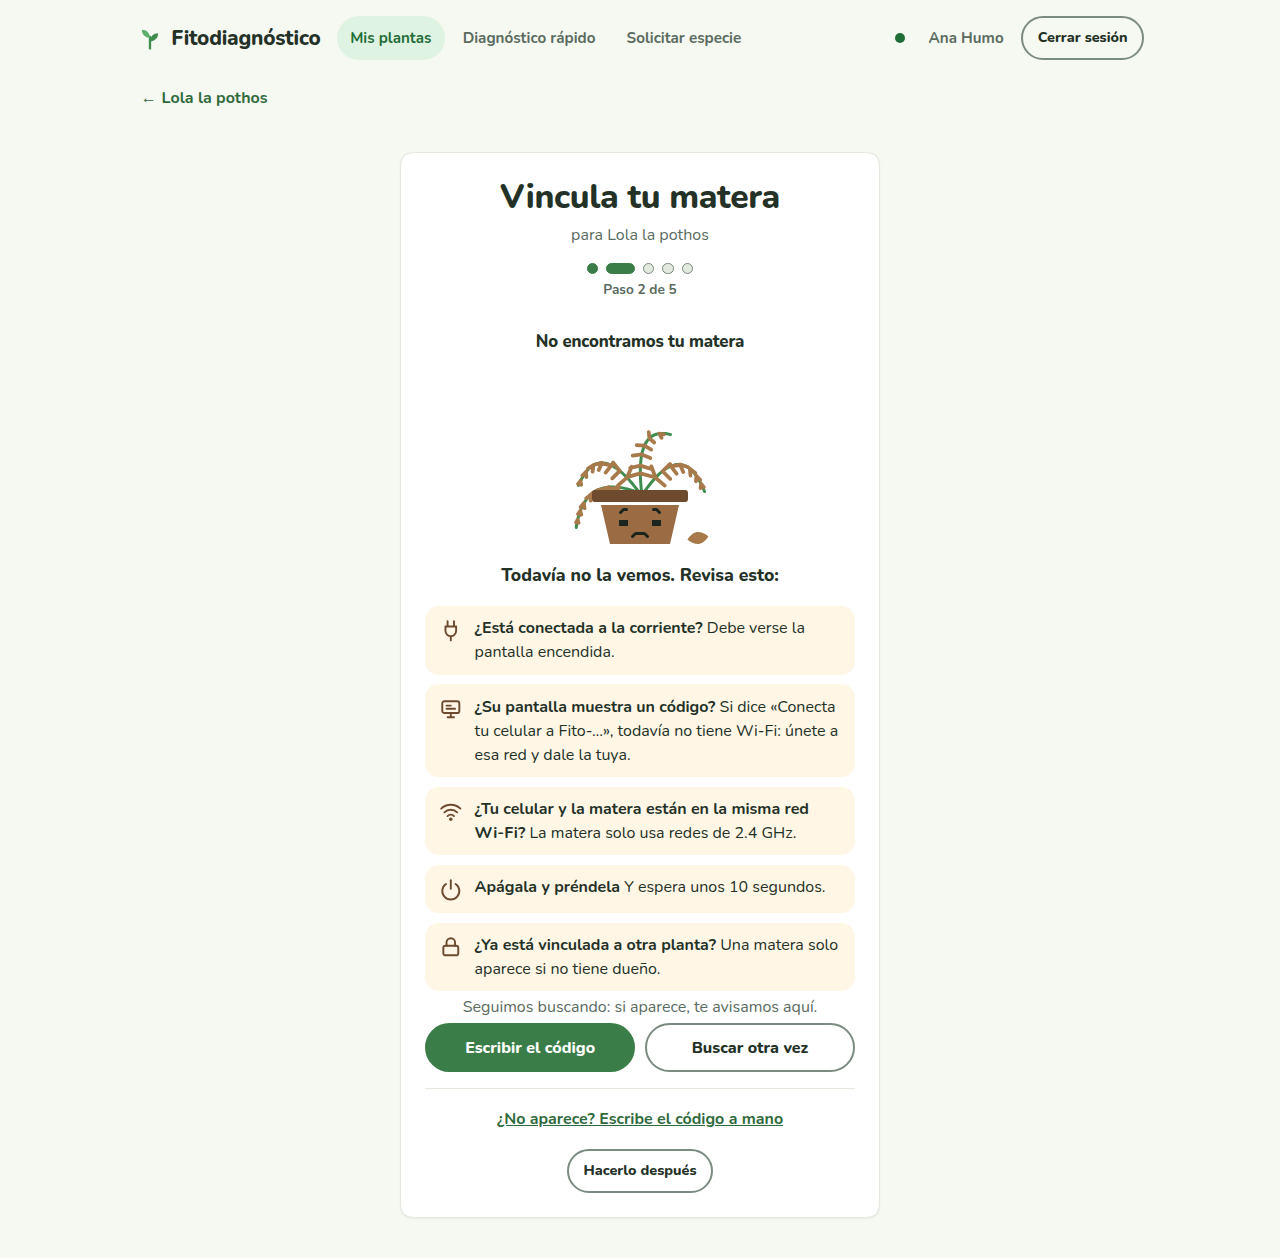 Fitodiagnóstico
Mis plantas
Diagnóstico rápido
Solicitar especie
Ana Humo
Cerrar sesión
← Lola la pothos
Vincula tu matera
para Lola la pothos
Paso 2 de 5
No encontramos tu matera
Todavía no la vemos. Revisa esto:
¿Está conectada a la corriente? Debe verse la
pantalla encendida.
¿Su pantalla muestra un código? Si dice «Conecta
tu celular a Fito-...», todavía no tiene Wi-Fi: únete a
esa red y dale la tuya.
¿Tu celular y la matera están en la misma red
Wi-Fi? La matera solo usa redes de 2.4 GHz.
Apágala y préndela Y espera unos 10 segundos.
¿Ya está vinculada a otra planta? Una matera solo
aparece si no tiene dueño.
Seguimos buscando: si aparece, te avisamos aquí.
Escribir el código
Buscar otra vez
¿No aparece? Escribe el código a mano
Hacerlo después